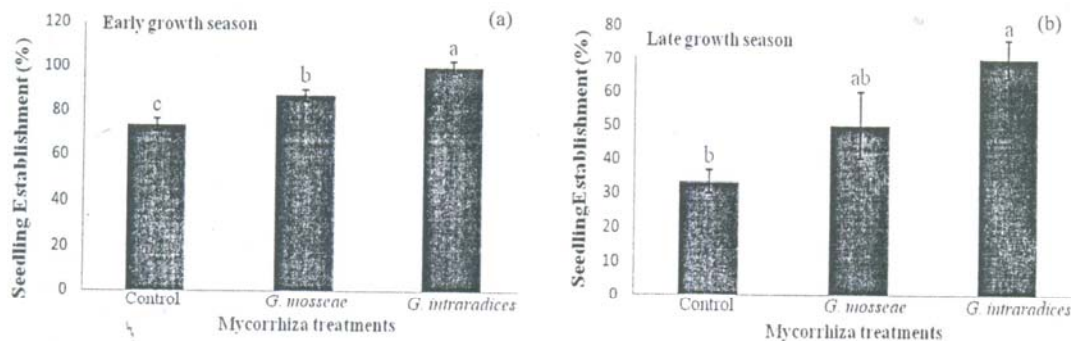 (a)
Early growth season
120
100
80
60
40
20
0
Seedling Establishment (%)
c
b
a
Control
G. mosseae
G. intraradices
Mycorrhiza treatments
(b)
Late growth season
80
70
60
50
40
30
20
10
0
SeedlingEstablishment (%)
b
ab
a
Control
G. mosseae
G. intraradices
Mycorrhiza treatments